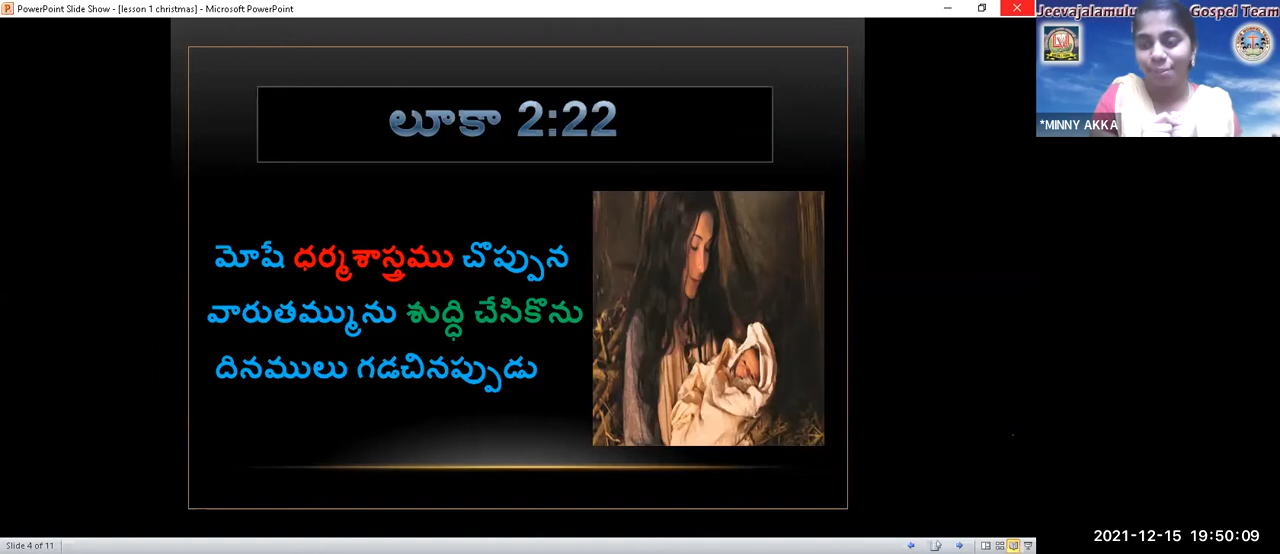 PowerPoint Slide Show - [lesson 1 christmas] - Microsoft PowerPoint
Jeevajalamulu Gospel Team
*MINNY AKKA
లూకా 2:22
మోషే ధర్మశాస్త్రము చొప్పున
వారుతమ్మును శుద్ధి చేసికొను
దినములు గడచినప్పుడు
2021-12-15 19:50:09
Slide 4 of 11